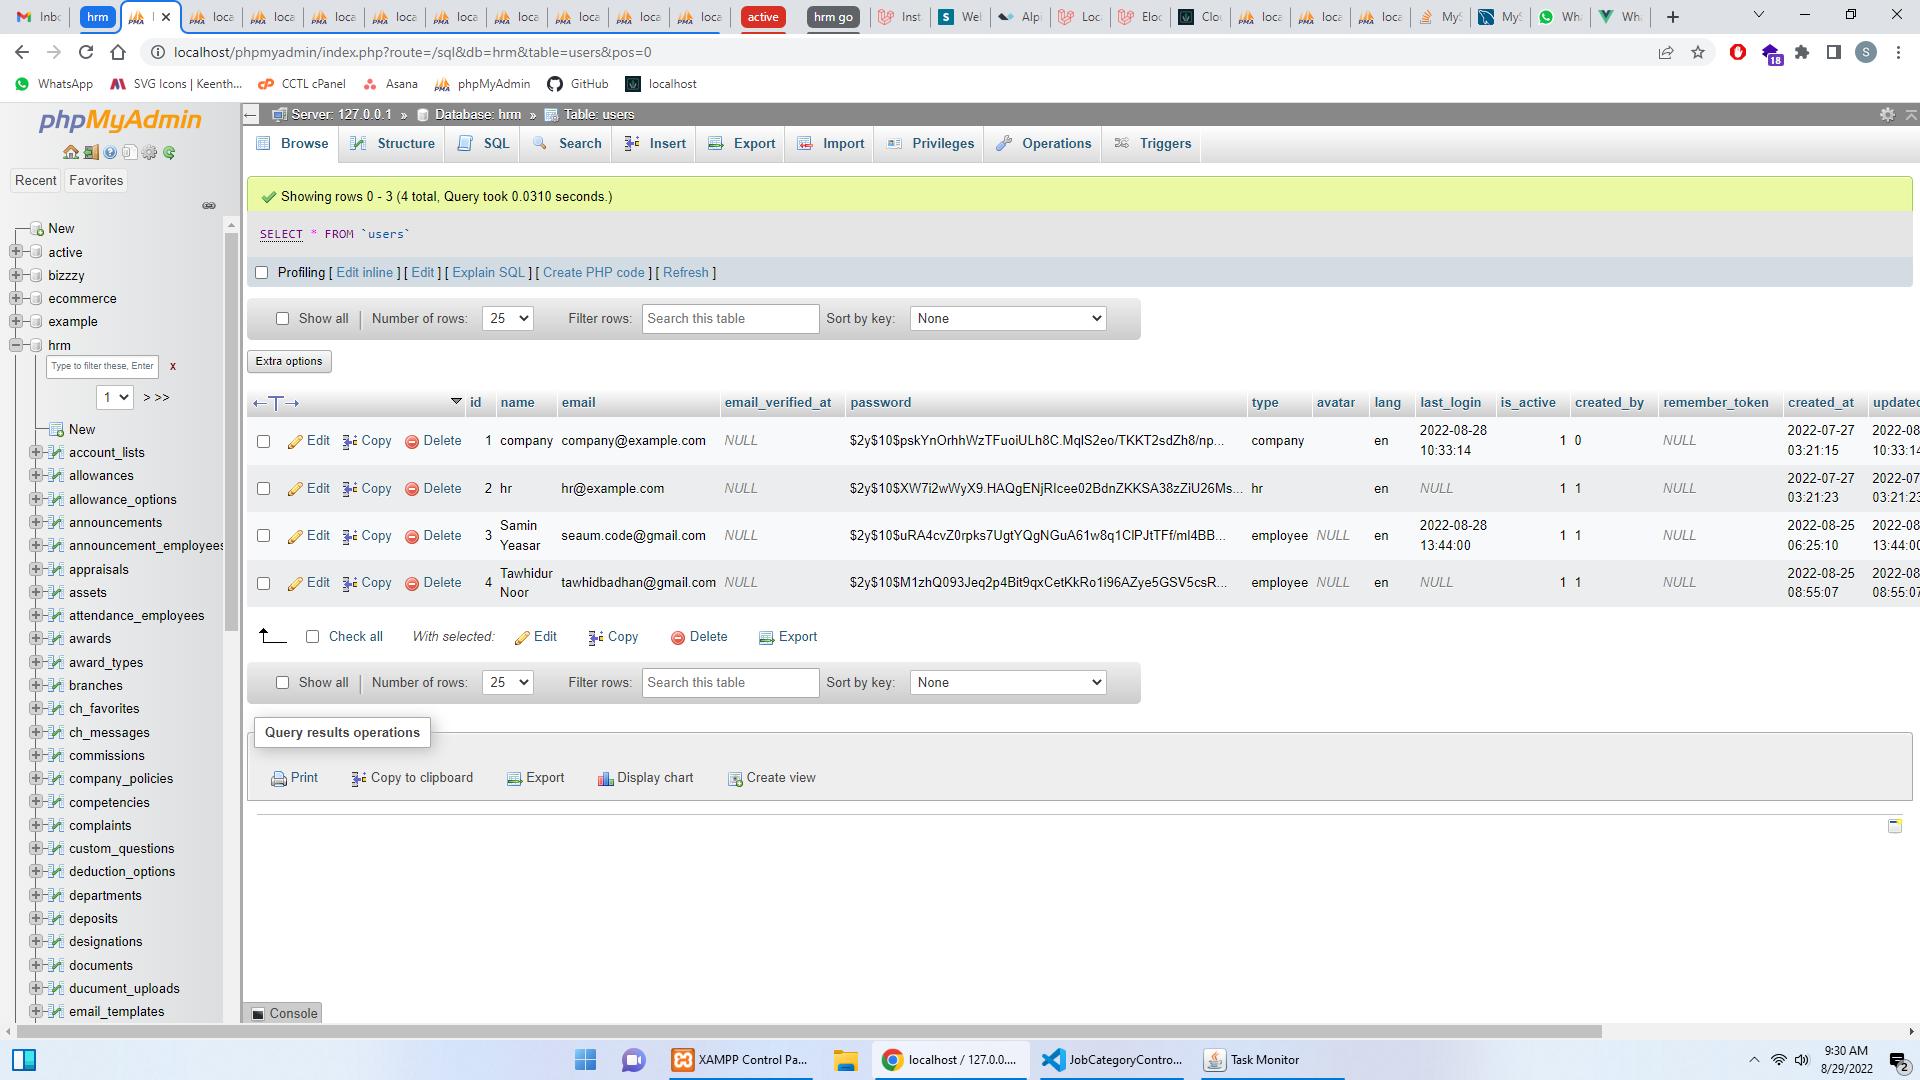 Inbo
hrm
loca
loca
loca
loca
loca
loca
loca
loca
loca
active
hrm go
Inst
Wel
Alpi
Loca
Eloc
Clo
loca
loca
loca
MyS
MyS
Wha
Wha
localhost/phpmyadmin/index.php?route=/sql&db=hrm&table=users&pos=0
18
S
WhatsApp
SVG Icons | Keenth...
CCTL cPanel
Asana
phpMyAdmin
GitHub
localhost
phpMyAdmin
Server: 127.0.0.1 » Database: hrm » Table: users
Browse
Structure
SQL
Search
Insert
Export
Import
Privileges
Operations
Triggers
Recent
Favorites
Showing rows 0 - 3 (4 total, Query took 0.0310 seconds.)
SELECT * FROM `users`
Profiling [ Edit inline ] [ Edit ] [ Explain SQL ] [ Create PHP code ] [ Refresh ]
Show all
Number of rows:
25
Filter rows:
Search this table
Sort by key:
None
Extra options
New
active
bizzzy
ecommerce
example
hrm
Type to filter these, Enter
x
1
> >>
New
account_lists
allowances
allowance_options
announcements
announcement_employees
appraisals
assets
attendance_employees
awards
award_types
branches
ch_favorites
ch_messages
commissions
company_policies
competencies
complaints
custom_questions
deduction_options
departments
deposits
designations
documents
ducument_uploads
email_templates
id name email email_verified_at password type avatar lang last_login is_active created_by remember_token created_at updated
Edit Copy Delete 1 company company@example.com NULL $2y$10$pskYnOrhhWzTFuoiULh8C.MqIS2eo/TKKT2sdZh8/np... company en 2022-08-28 10:33:14 1 0 NULL 2022-07-27 03:21:15 2022-08 10:33:14
Edit Copy Delete 2 hr hr@example.com NULL $2y$10$XW7i2wWyX9.HAQgENjRIcee02BdnZKKSA38zZiU26Ms... hr en NULL 1 1 NULL 2022-07-27 03:21:23 2022-07 03:21:23
Edit Copy Delete 3 Samin Yeasar seaum.code@gmail.com NULL $2y$10$uRA4cvZ0rpks7UgtYQgNGuA61w8q1ClPJtTFf/ml4BB... employee NULL en 2022-08-28 13:44:00 1 1 NULL 2022-08-25 06:25:10 2022-08 13:44:00
Edit Copy Delete 4 Tawhidur Noor tawhidbadhan@gmail.com NULL $2y$10$M1zhQ093Jeq2p4Bit9qxCetKkRo1i96AZye5GSV5csR... employee NULL en NULL 1 1 NULL 2022-08-25 08:55:07 2022-08 08:55:07
Check all
With selected:
Edit
Copy
Delete
Export
Show all
Number of rows:
25
Filter rows:
Search this table
Sort by key:
None
Query results operations
Print
Copy to clipboard
Export
Display chart
Create view
Console
XAMPP Control Pa...
localhost / 127.0.0....
JobCategoryContro...
Task Monitor
9:30 AM
8/29/2022
2